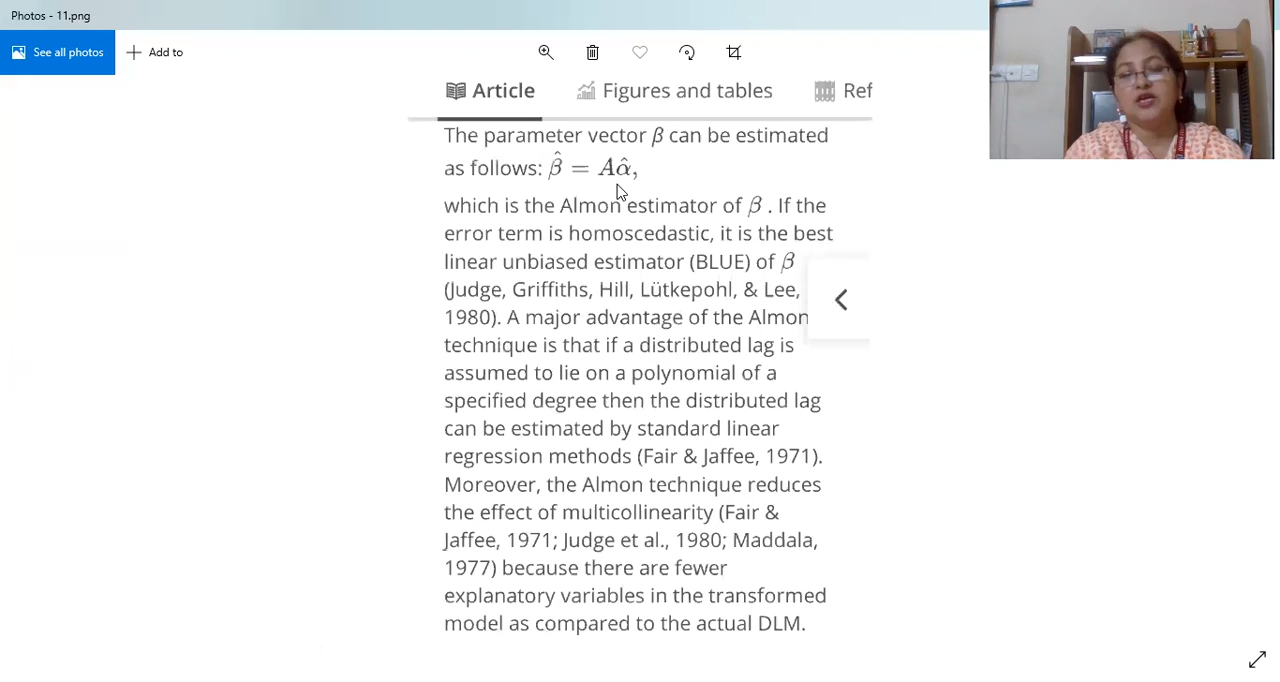 Photos - 11.png
See all photos
Add to
Article
Figures and tables
Ref
The parameter vector β can be estimated
as follows: β̂ = Aα̂,
which is the Almon estimator of β . If the
error term is homoscedastic, it is the best
linear unbiased estimator (BLUE) of β
(Judge, Griffiths, Hill, Lütkepohl, & Lee,
1980). A major advantage of the Almon
technique is that if a distributed lag is
assumed to lie on a polynomial of a
specified degree then the distributed lag
can be estimated by standard linear
regression methods (Fair & Jaffee, 1971).
Moreover, the Almon technique reduces
the effect of multicollinearity (Fair &
Jaffee, 1971; Judge et al., 1980; Maddala,
1977) because there are fewer
explanatory variables in the transformed
model as compared to the actual DLM.